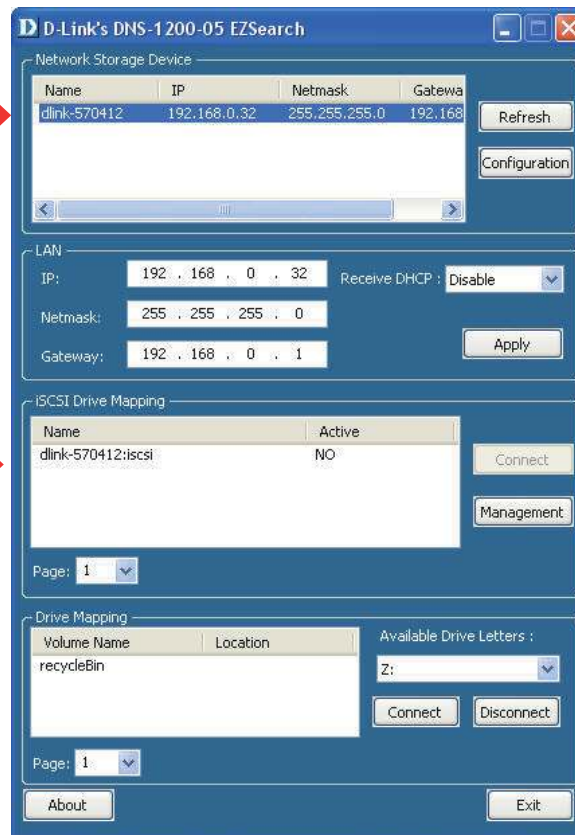 D-Link's DNS-1200-05 EZSearch
Network Storage Device
Name IP Netmask Gatewa
dlink-570412 192.168.0.32 255.255.255.0 192.168
Refresh
Configuration
LAN
IP: 192 . 168 . 0 . 32 Receive DHCP : Disable
Netmask: 255 . 255 . 255 . 0
Gateway: 192 . 168 . 0 . 1 Apply
iSCSI Drive Mapping
Name Active
dlink-570412:iscsi NO
Connect
Management
Page: 1
Drive Mapping
Volume Name Location Available Drive Letters :
recycleBin Z:
Connect Disconnect
Page: 1
About Exit